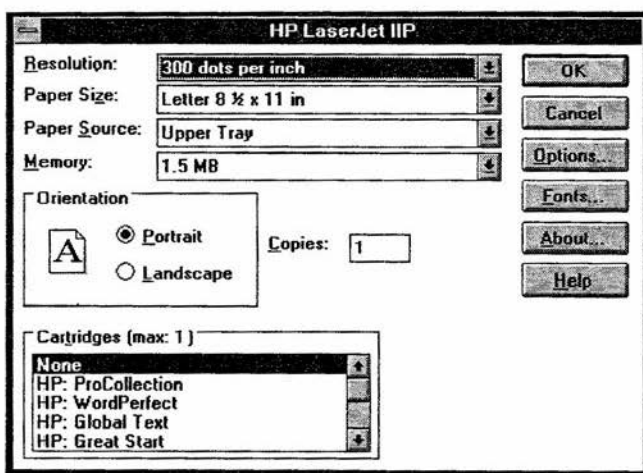 HP LaserJet IIP
Resolution: 300 dots per inch
Paper Size: Letter 8 ½ x 11 in
Paper Source: Upper Tray
Memory: 1.5 MB
OK
Cancel
Options...
Fonts...
About...
Help
Orientation
A
Portrait
Landscape
Copies: 1
Cartridges (max: 1 )
None
HP: ProCollection
HP: WordPerfect
HP: Global Text
HP: Great Start